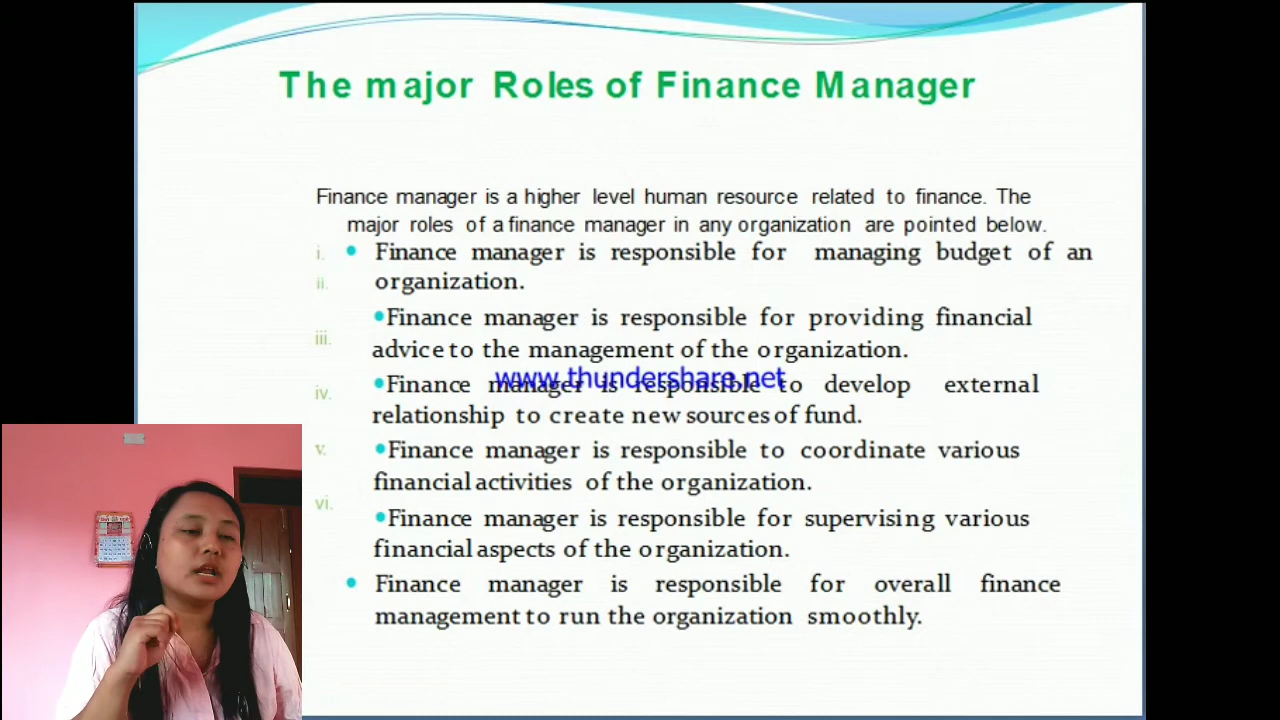 The major Roles of Finance Manager
Finance manager is a higher level human resource related to finance. The
major roles of a finance manager in any organization are pointed below.
i. • Finance manager is responsible for managing budget of an
ii. organization.
•Finance manager is responsible for providing financial
iii.
advice to the management of the organization.
www.thundershare.net
iv. •Finance manager is responsible to develop external
relationship to create new sources of fund.
v. •Finance manager is responsible to coordinate various
financial activities of the organization.
vi.
•Finance manager is responsible for supervising various
financial aspects of the organization.
• Finance manager is responsible for overall finance
management to run the organization smoothly.